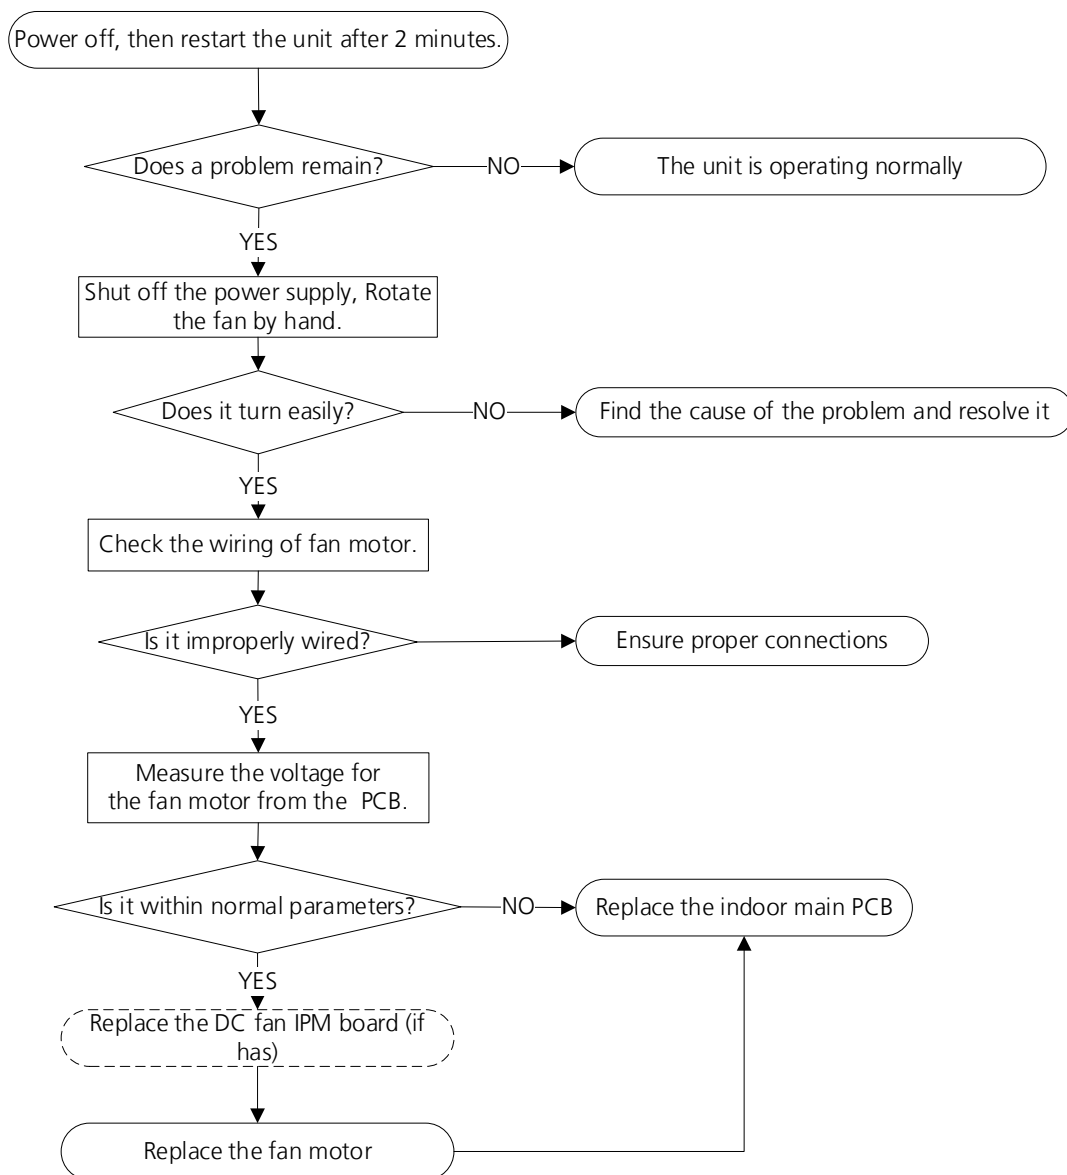 Power off, then restart the unit after 2 minutes.
Does a problem remain?
NO
The unit is operating normally
YES
Shut off the power supply, Rotate
the fan by hand.
Does it turn easily?
NO
Find the cause of the problem and resolve it
YES
Check the wiring of fan motor.
Is it improperly wired?
Ensure proper connections
YES
Measure the voltage for
the fan motor from the PCB.
Is it within normal parameters?
NO
Replace the indoor main PCB
YES
Replace the DC fan IPM board (if
has)
Replace the fan motor